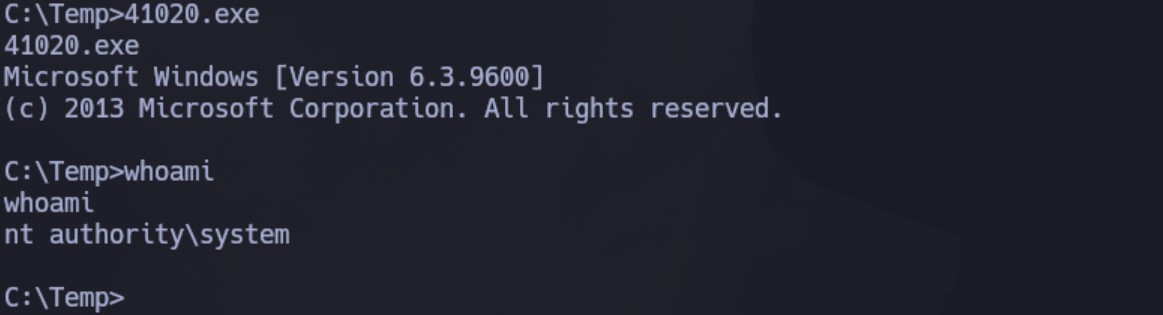 C:\Temp>41020.exe
41020.exe
Microsoft Windows [Version 6.3.9600]
(c) 2013 Microsoft Corporation. All rights reserved.
C:\Temp>whoami
whoami
nt authority\system
C:\Temp>